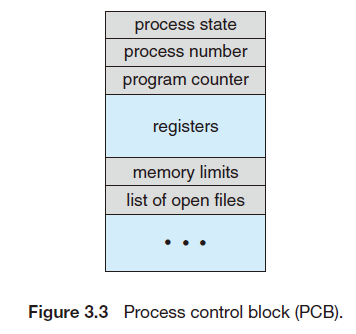 process state
process number
program counter
registers
memory limits
list of open files
• • •
Figure 3.3 Process control block (PCB).